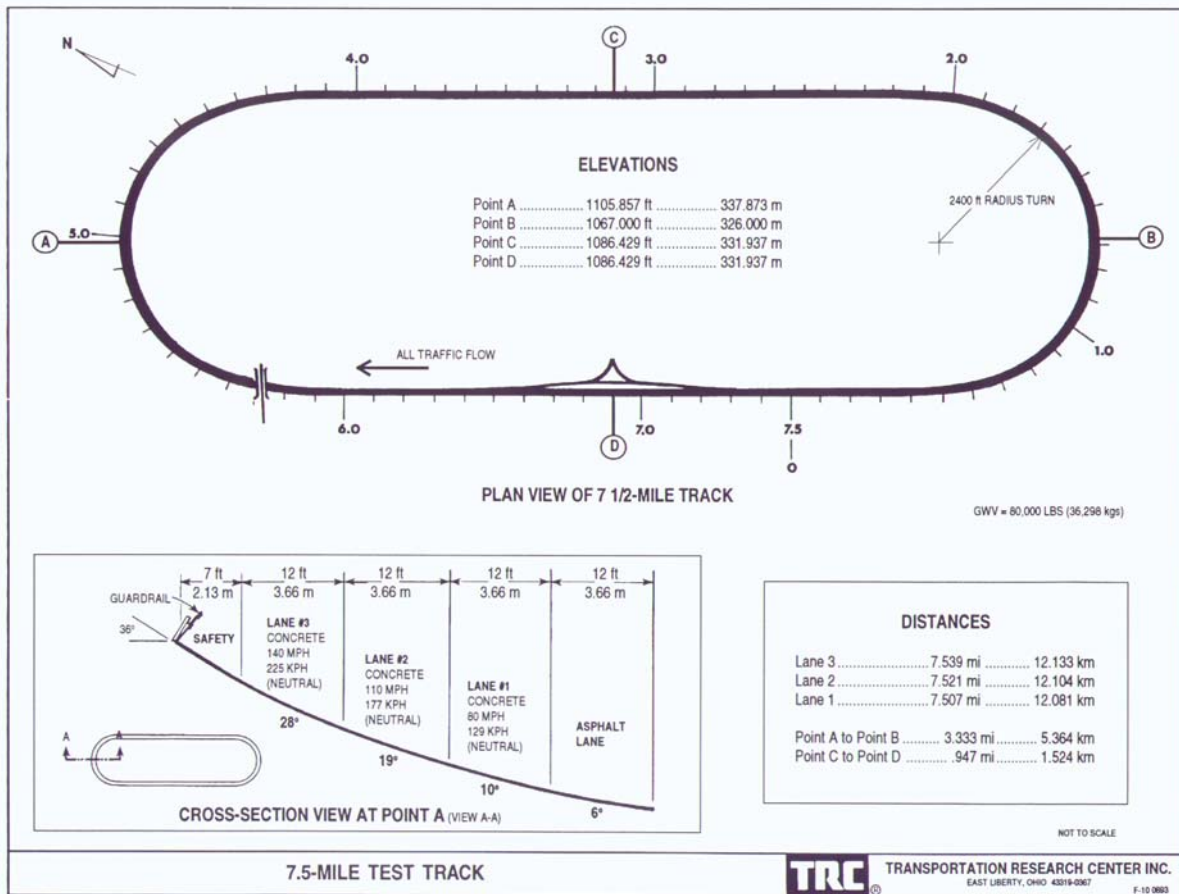 N
C
4.0
3.0
2.0
ELEVATIONS
Point A .................. 1105.857 ft .............. 337.873 m
Point B .................. 1067.000 ft .............. 326.000 m
Point C .................. 1086.429 ft .............. 331.937 m
Point D .................. 1086.429 ft .............. 331.937 m
2400 ft RADIUS TURN
A
5.0
B
1.0
ALL TRAFFIC FLOW
6.0
D
7.0
7.5
0
PLAN VIEW OF 7 1/2-MILE TRACK
GWV = 80,000 LBS (36,298 kgs)
7 ft
2.13 m
12 ft
3.66 m
12 ft
3.66 m
12 ft
3.66 m
12 ft
3.66 m
GUARDRAIL
36°
SAFETY
LANE #3
CONCRETE
140 MPH
225 KPH
(NEUTRAL)
LANE #2
CONCRETE
110 MPH
177 KPH
(NEUTRAL)
LANE #1
CONCRETE
80 MPH
129 KPH
(NEUTRAL)
ASPHALT
LANE
28°
19°
10°
6°
A
A
CROSS-SECTION VIEW AT POINT A (VIEW A-A)
DISTANCES
Lane 3 .................. 7.539 mi ........... 12.133 km
Lane 2 .................. 7.521 mi ........... 12.104 km
Lane 1 .................. 7.507 mi ........... 12.081 km
Point A to Point B ......... 3.333 mi ........... 5.364 km
Point C to Point D ......... .947 mi ........... 1.524 km
NOT TO SCALE
7.5-MILE TEST TRACK
TRC®
TRANSPORTATION RESEARCH CENTER INC.
EAST LIBERTY, OHIO 43319-0367
F-10 0893